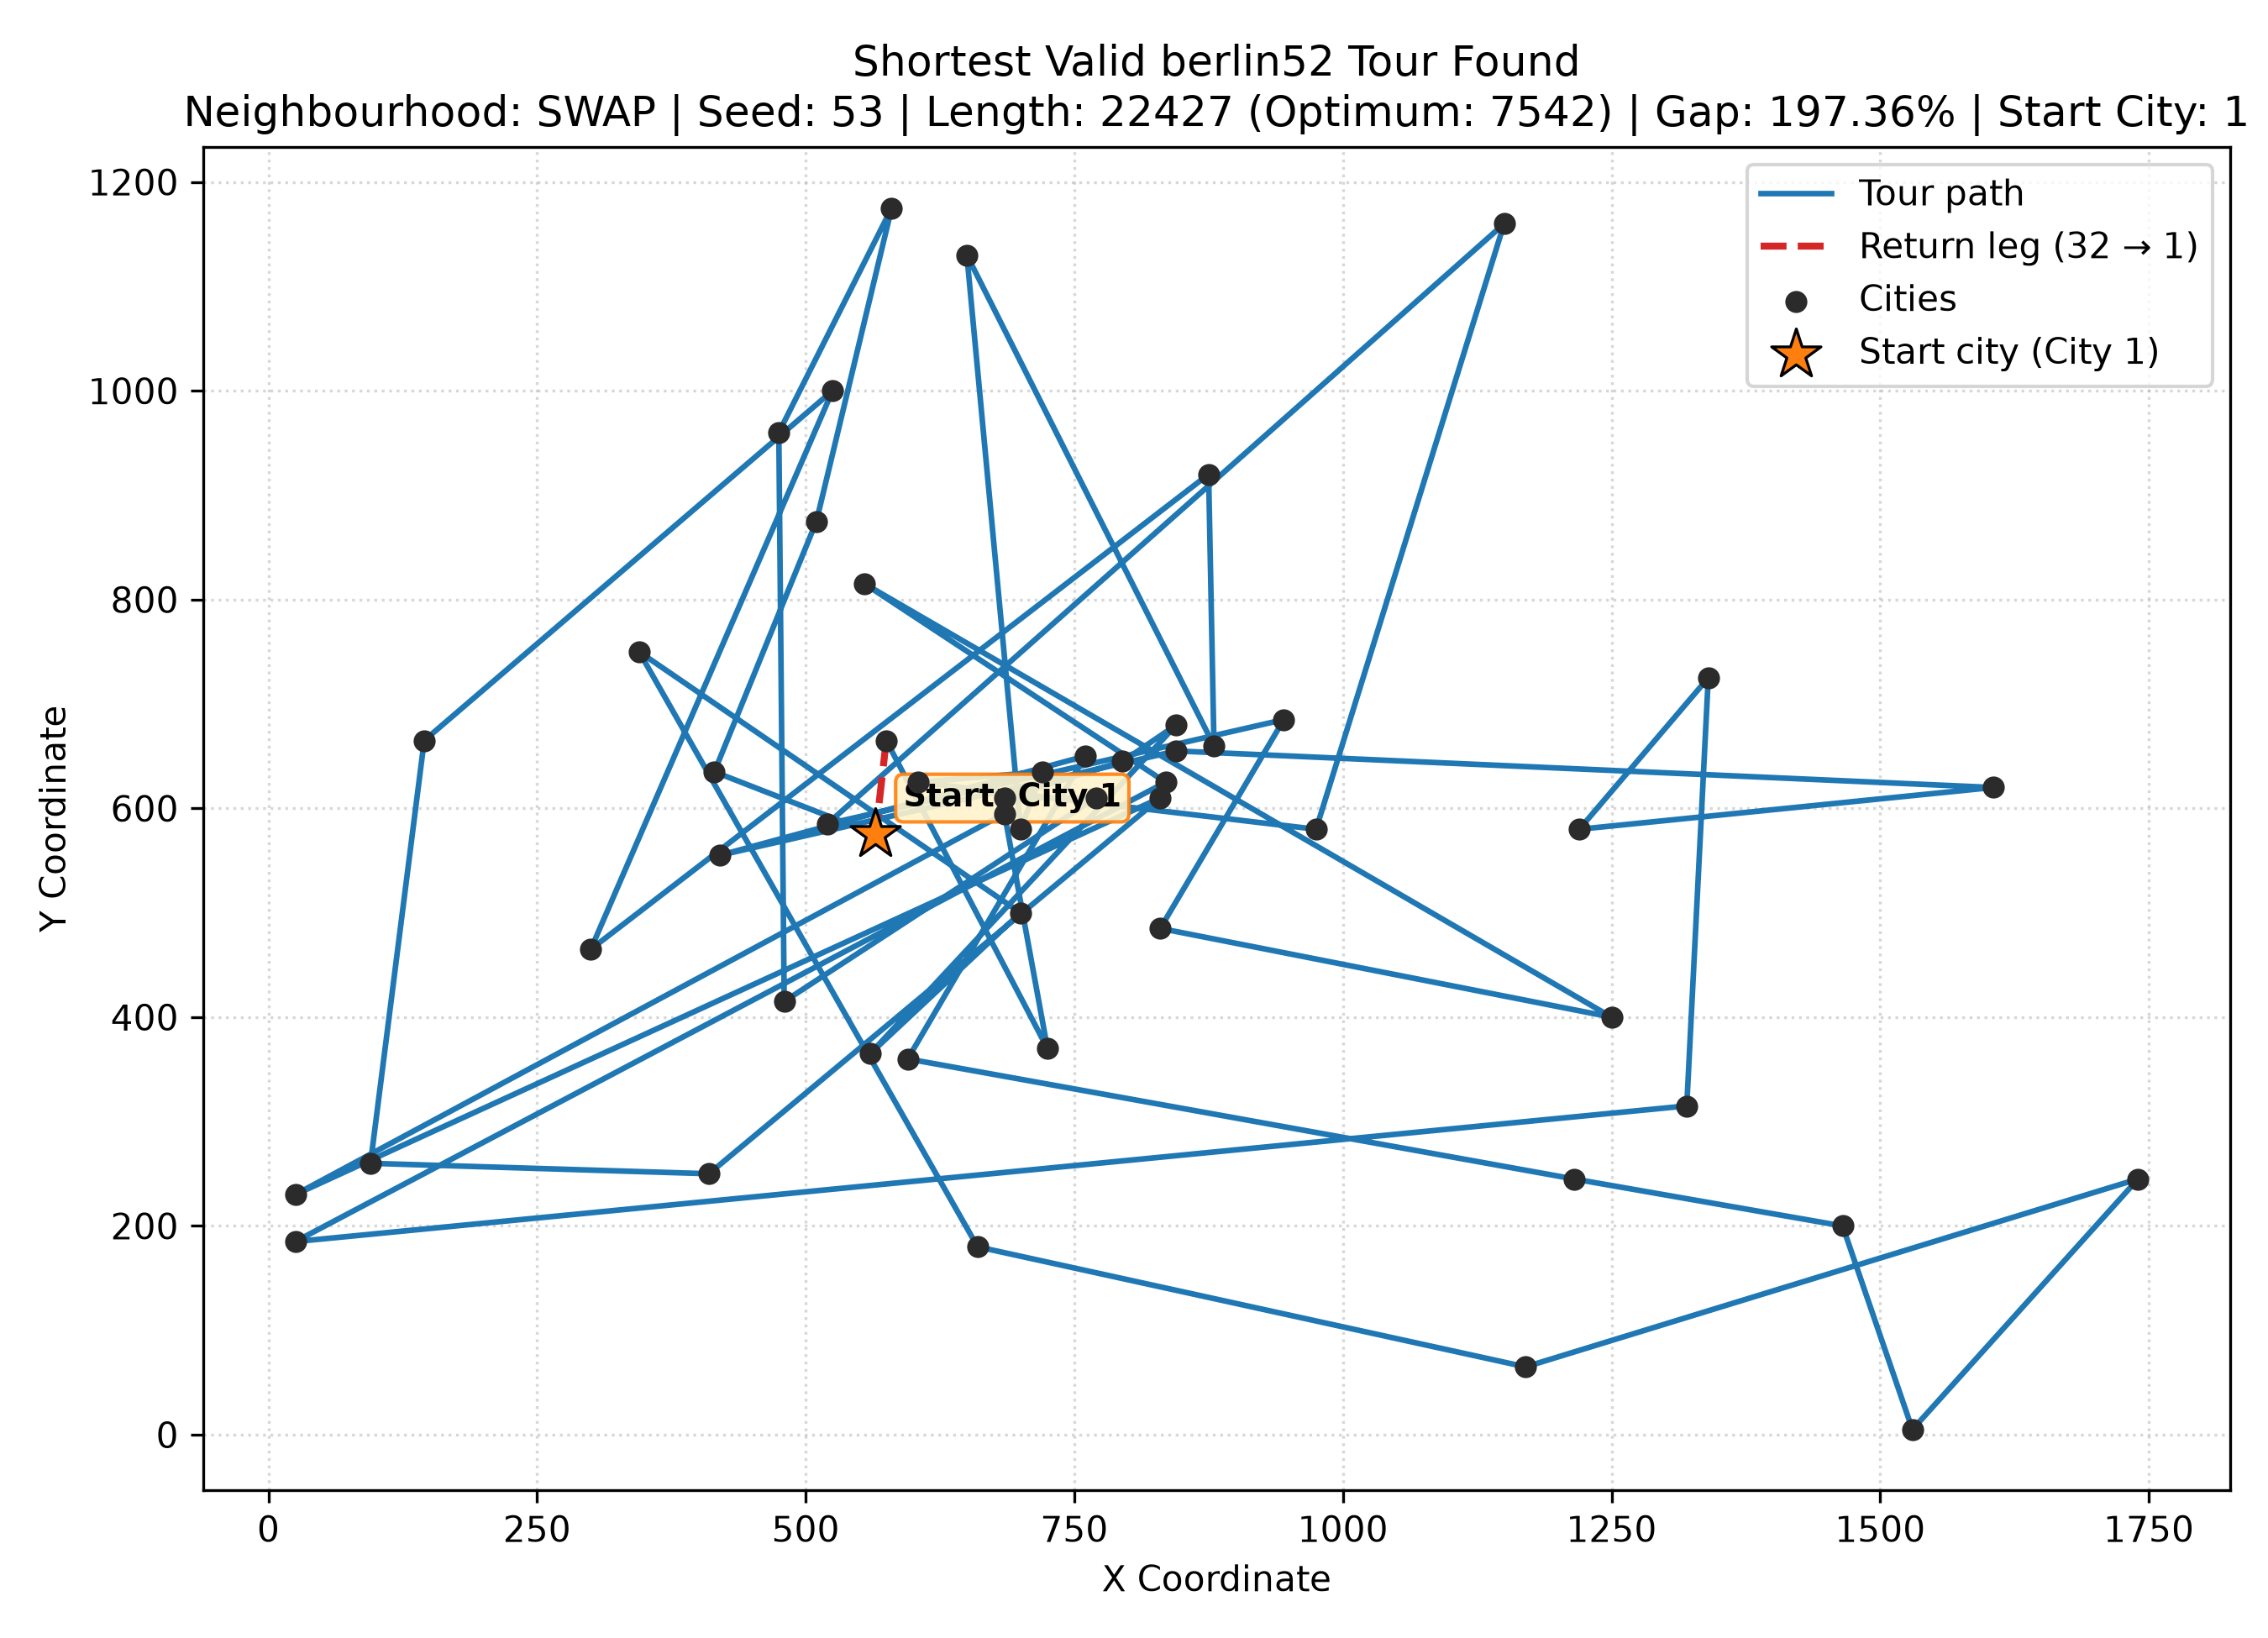 Shortest Valid berlin52 Tour Found
Neighbourhood: SWAP | Seed: 53 | Length: 22427 (Optimum: 7542) | Gap: 197.36% | Start City: 1
Tour path
Return leg (32 → 1)
Cities
Start city (City 1)
1200
1000
800
600
400
200
0
Y Coordinate
Start: City 1
0
250
500
750
1000
1250
1500
1750
X Coordinate